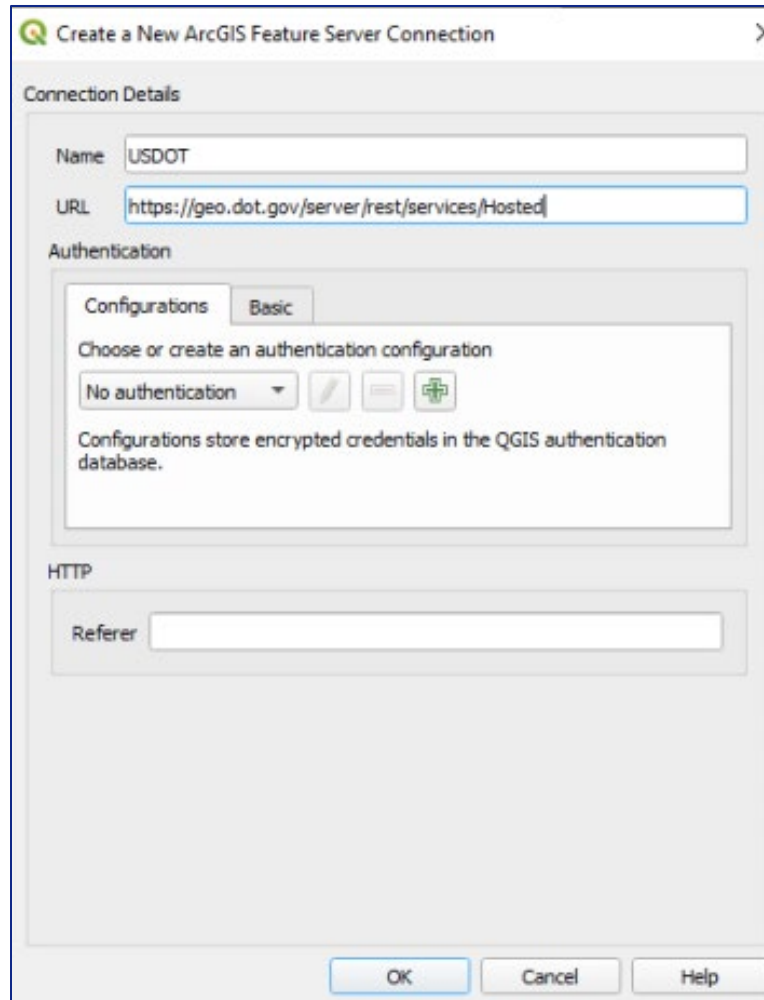 Create a New ArcGIS Feature Server Connection
Connection Details
Name USDOT
URL https://geo.dot.gov/server/rest/services/Hosted
Authentication
Configurations Basic
Choose or create an authentication configuration
No authentication
Configurations store encrypted credentials in the QGIS authentication
database.
HTTP
Referer
OK Cancel Help